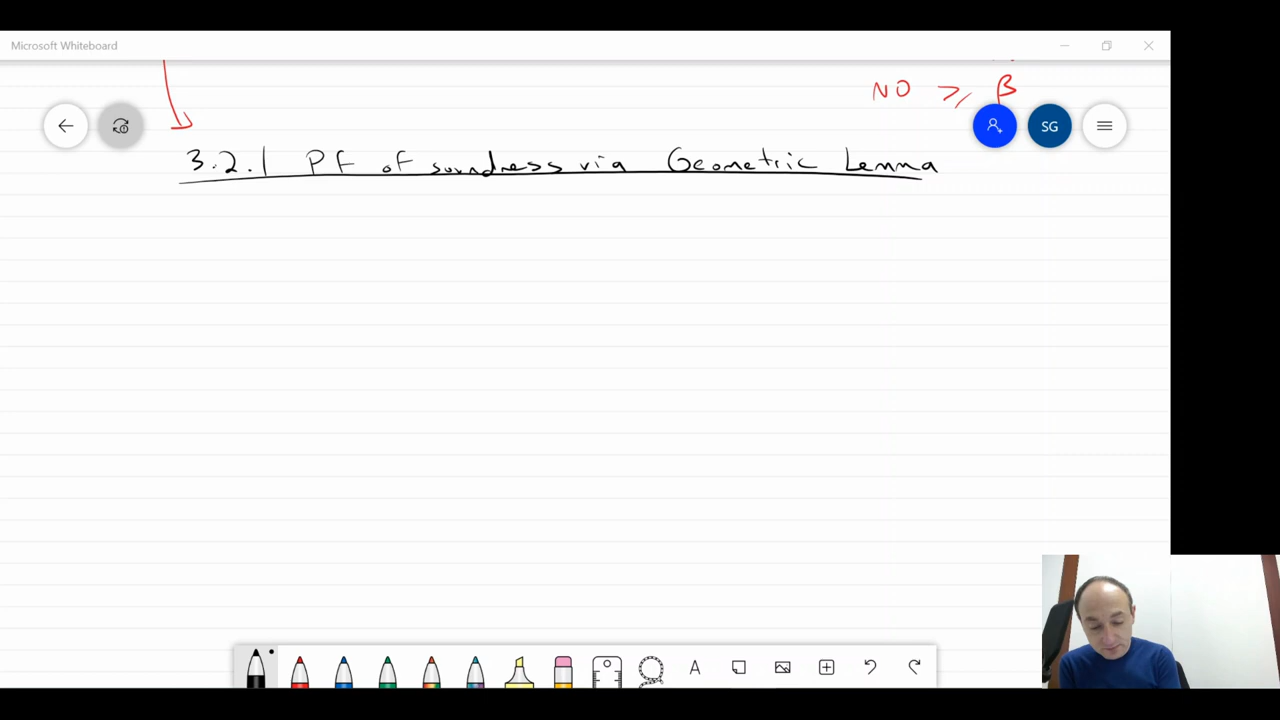 Microsoft Whiteboard
NO ≥ β
SG
3.2.1 PF of soundness via Geometric Lemma
A